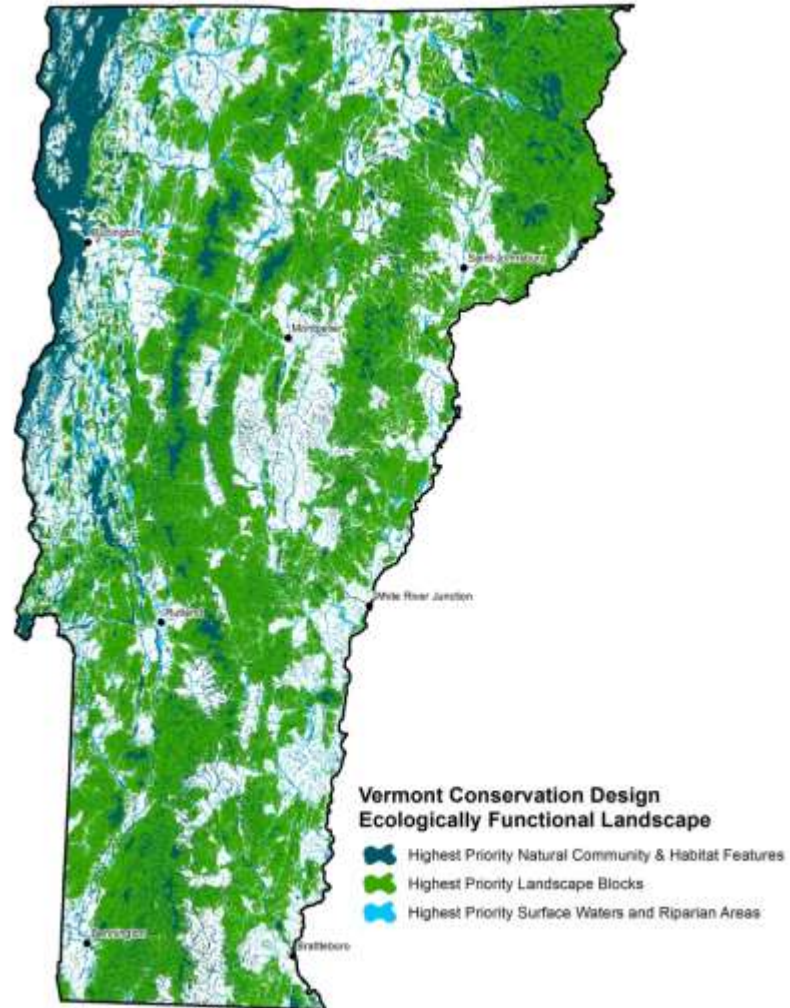 Burlington
Saint Johnsbury
Montpelier
White River Junction
Rutland
Vermont Conservation Design
Ecologically Functional Landscape
Highest Priority Natural Community & Habitat Features
Highest Priority Landscape Blocks
Highest Priority Surface Waters and Riparian Areas
Bennington
Brattleboro